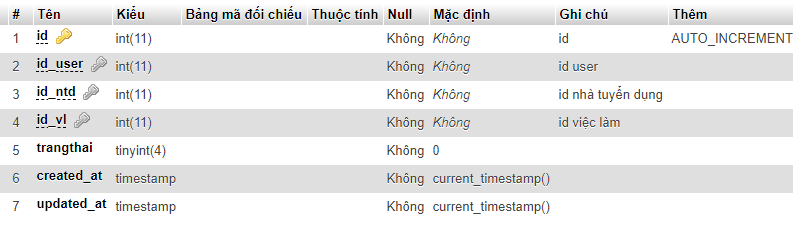 # Tên Kiểu Bảng mã đối chiếu Thuộc tính Null Mặc định Ghi chú Thêm
1 id int(11) Không Không id AUTO_INCREMENT
2 id_user int(11) Không Không id user
3 id_ntd int(11) Không Không id nhà tuyển dụng
4 id_vl int(11) Không Không id việc làm
5 trangthai tinyint(4) Không 0
6 created_at timestamp Không current_timestamp()
7 updated_at timestamp Không current_timestamp()